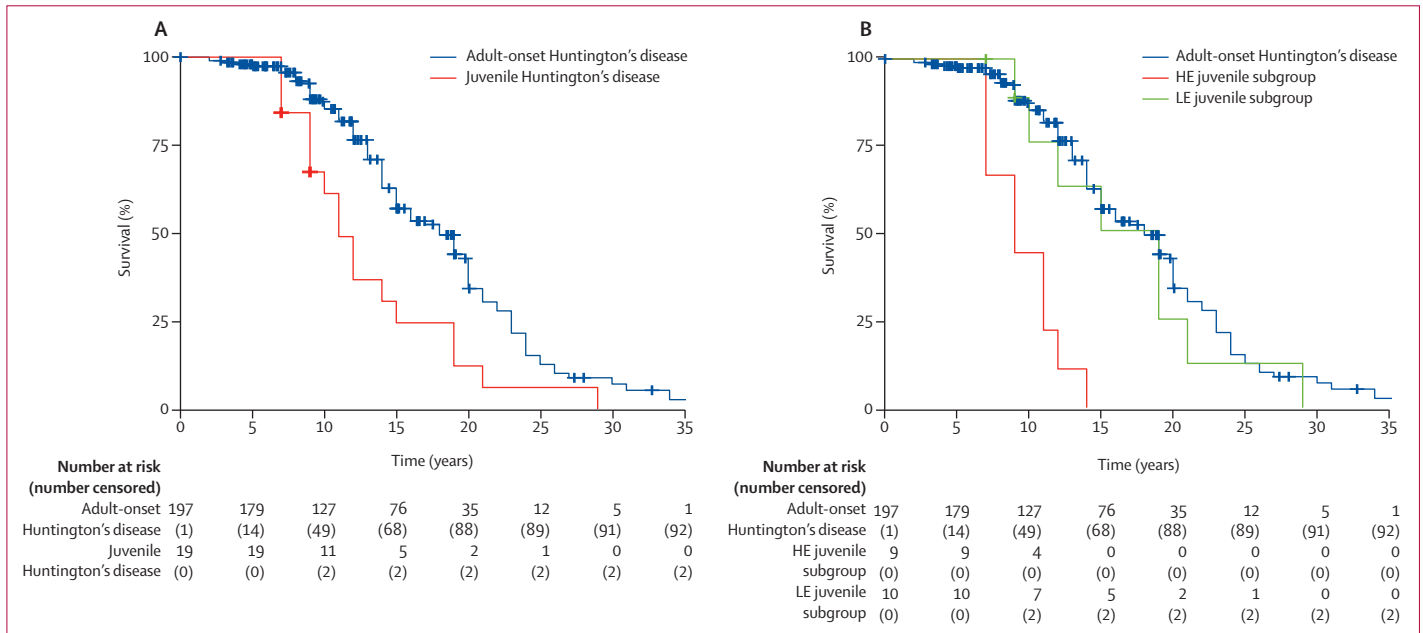 A
Adult-onset Huntington's disease
Juvenile Huntington's disease
100
75
50
25
0
Survival (%)
0 5 10 15 20 25 30 35
Time (years)
Number at risk
(number censored)
Adult-onset 197 179 127 76 35 12 5 1
Huntington's disease (1) (14) (49) (68) (88) (89) (91) (92)
Juvenile 19 19 11 5 2 1 0 0
Huntington's disease (0) (0) (2) (2) (2) (2) (2) (2)
B
Adult-onset Huntington's disease
HE juvenile subgroup
LE juvenile subgroup
100
75
50
25
0
Survival (%)
0 5 10 15 20 25 30 35
Time (years)
Number at risk
(number censored)
Adult-onset 197 179 127 76 35 12 5 1
Huntington's disease (1) (14) (49) (68) (88) (89) (91) (92)
HE juvenile 9 9 4 0 0 0 0 0
subgroup (0) (0) (0) (0) (0) (0) (0) (0)
LE juvenile 10 10 7 5 2 1 0 0
subgroup (0) (0) (2) (2) (2) (2) (2) (2)